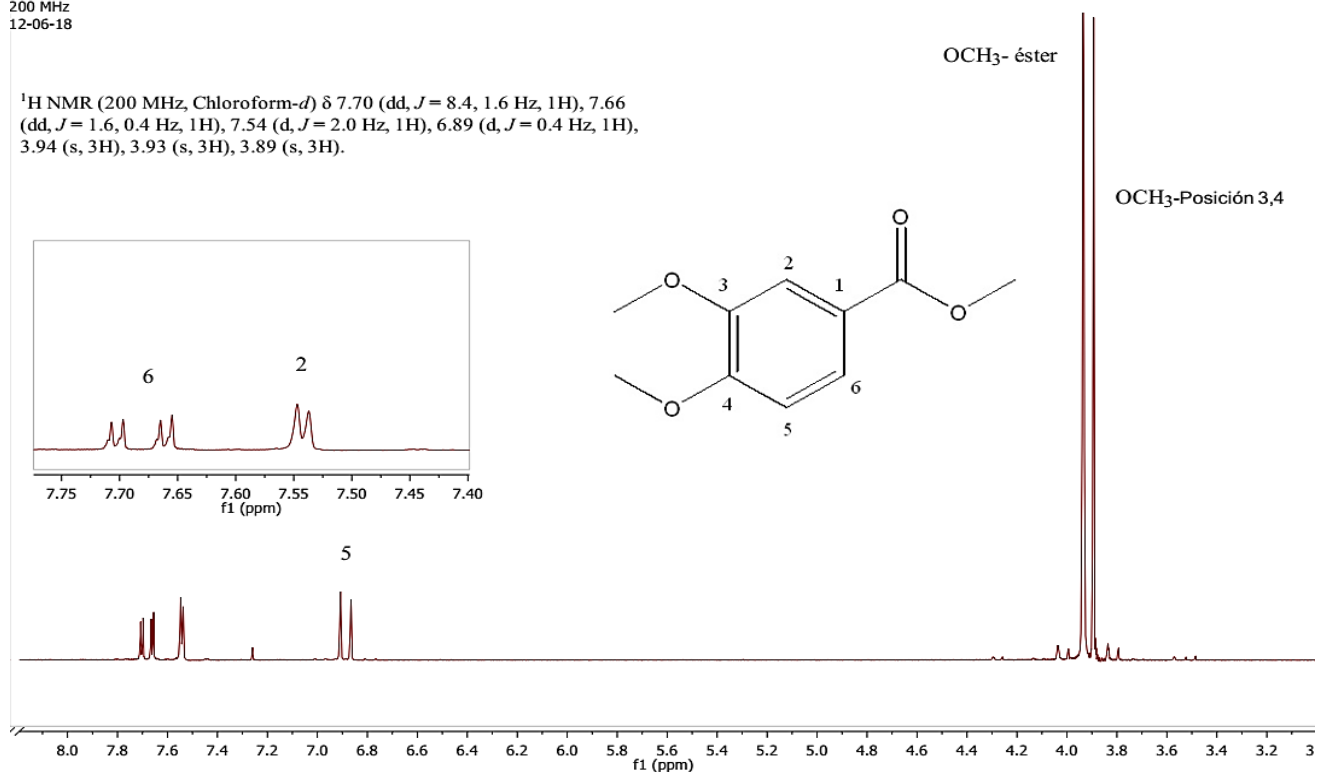 200 MHz
12-06-18
OCH₃- éster
¹H NMR (200 MHz, Chloroform-d) δ 7.70 (dd, J = 8.4, 1.6 Hz, 1H), 7.66
(dd, J = 1.6, 0.4 Hz, 1H), 7.54 (d, J = 2.0 Hz, 1H), 6.89 (d, J = 0.4 Hz, 1H),
3.94 (s, 3H), 3.93 (s, 3H), 3.89 (s, 3H).
OCH₃-Posición 3,4
O
O
O
O
3
2
1
4
5
6
6
2
7.75 7.70 7.65 7.60 7.55 7.50 7.45 7.40
f1 (ppm)
5
8.0 7.8 7.6 7.4 7.2 7.0 6.8 6.6 6.4 6.2 6.0 5.8 5.6 5.4 5.2 5.0 4.8 4.6 4.4 4.2 4.0 3.8 3.6 3.4 3.2 3
f1 (ppm)